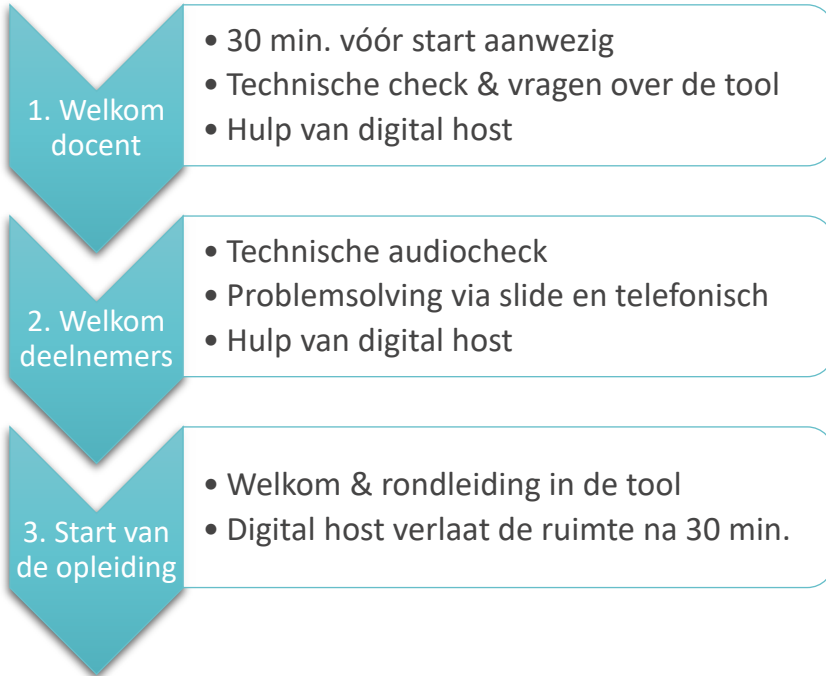 1. Welkom
docent
• 30 min. vóór start aanwezig
• Technische check & vragen over de tool
• Hulp van digital host
2. Welkom
deelnemers
• Technische audiocheck
• Problemsolving via slide en telefonisch
• Hulp van digital host
3. Start van
de opleiding
• Welkom & rondleiding in de tool
• Digital host verlaat de ruimte na 30 min.